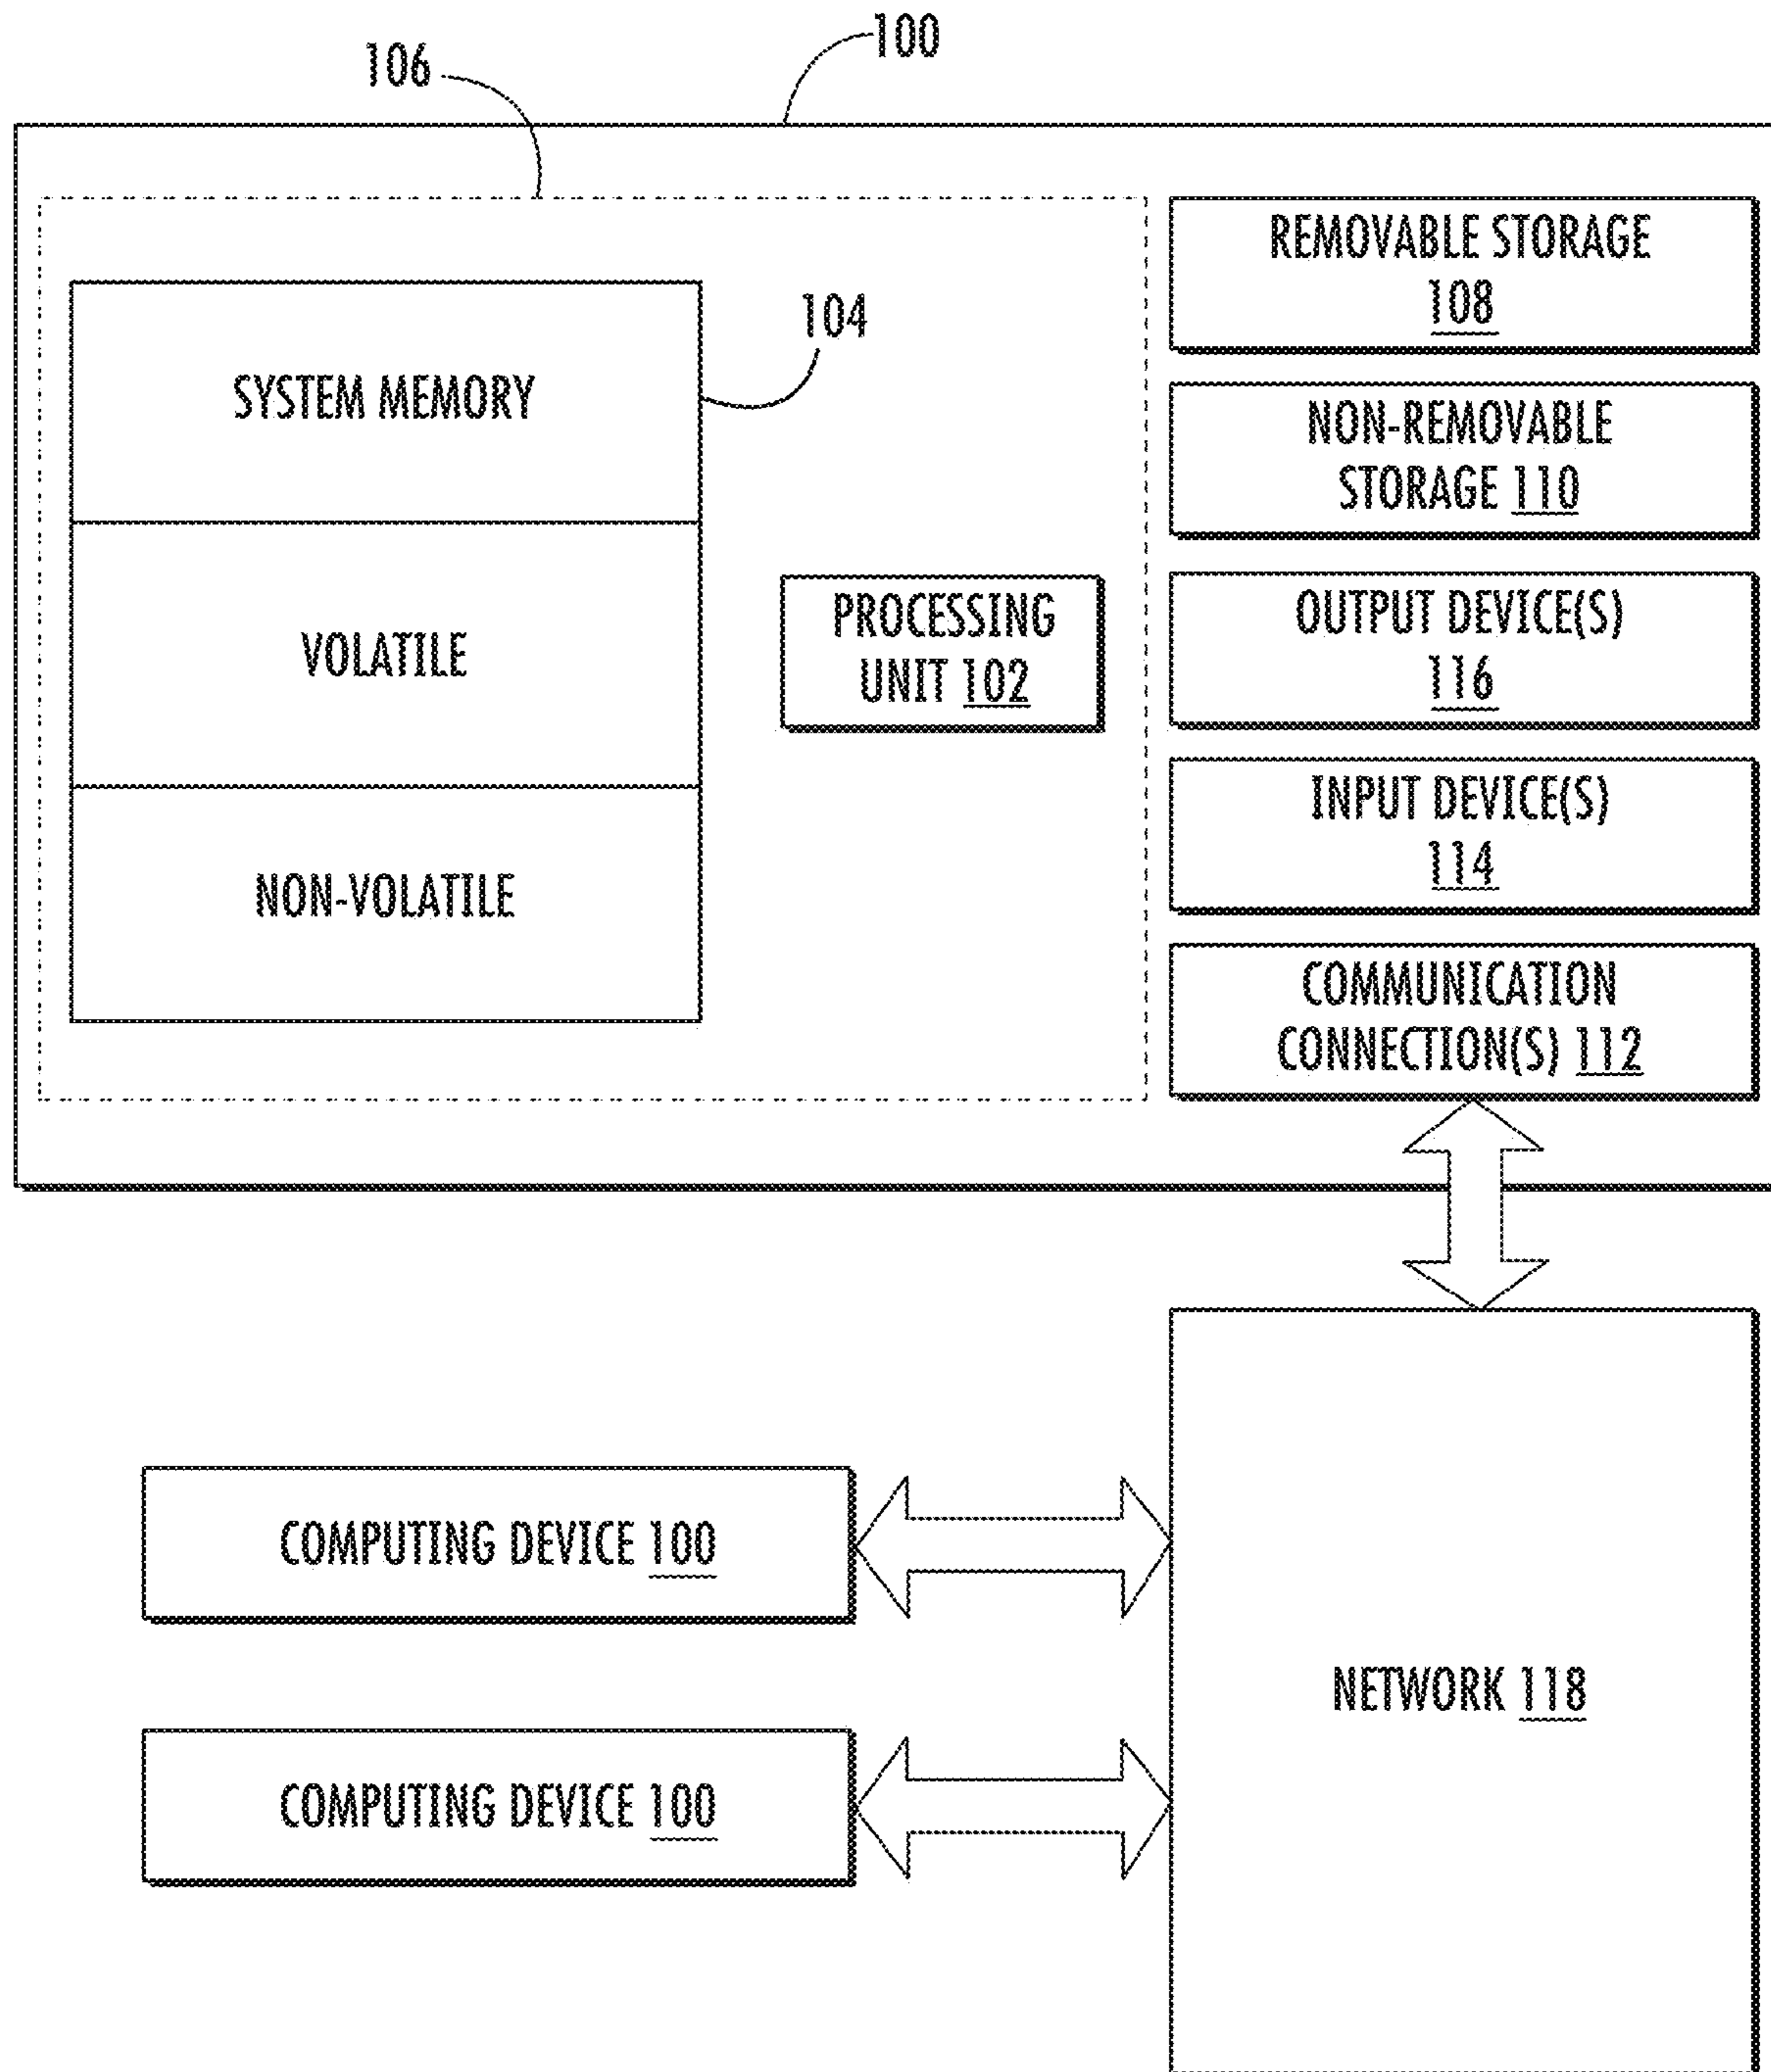 100
106
REMOVABLE STORAGE
108
104
SYSTEM MEMORY
NON-REMOVABLE
STORAGE 110
PROCESSING
UNIT 102
OUTPUT DEVICE(S)
116
VOLATILE
INPUT DEVICE(S)
114
NON-VOLATILE
COMMUNICATION
CONNECTION(S) 112
COMPUTING DEVICE 100
NETWORK 118
COMPUTING DEVICE 100